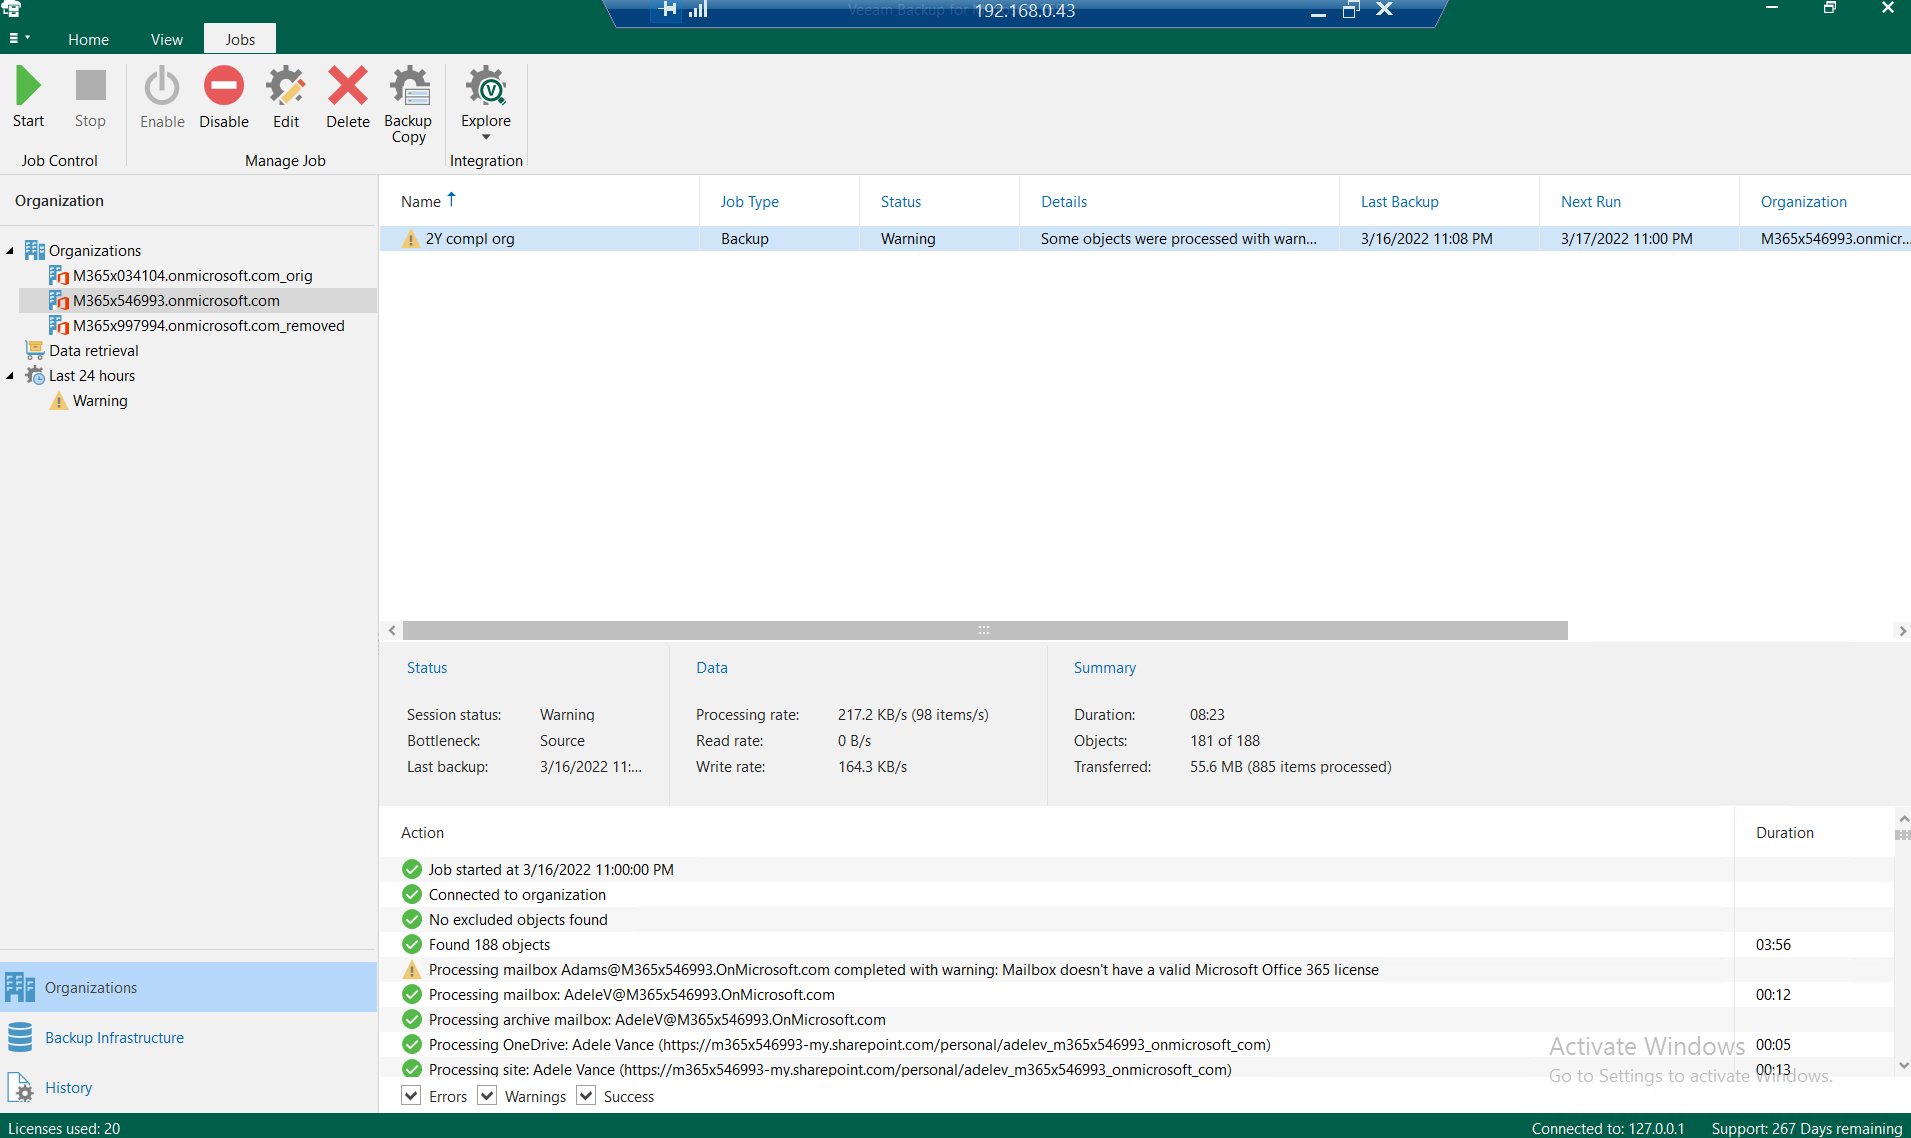 192.168.0.43
Home View Jobs
Start Stop Enable Disable Edit Delete Backup Copy Explore
Job Control Manage Job Integration
Organization
Organizations
M365x034104.onmicrosoft.com_orig
M365x546993.onmicrosoft.com
M365x997994.onmicrosoft.com_removed
Data retrieval
Last 24 hours
Warning
Name Job Type Status Details Last Backup Next Run Organization
2Y compl org Backup Warning Some objects were processed with warn... 3/16/2022 11:08 PM 3/17/2022 11:00 PM M365x546993.onmicr...
Status Data Summary
Session status: Warning Processing rate: 217.2 KB/s (98 items/s) Duration: 08:23
Bottleneck: Source Read rate: 0 B/s Objects: 181 of 188
Last backup: 3/16/2022 11:... Write rate: 164.3 KB/s Transferred: 55.6 MB (885 items processed)
Action Duration
Job started at 3/16/2022 11:00:00 PM
Connected to organization
No excluded objects found
Found 188 objects 03:56
Processing mailbox Adams@M365x546993.OnMicrosoft.com completed with warning: Mailbox doesn't have a valid Microsoft Office 365 license
Processing mailbox: AdeleV@M365x546993.OnMicrosoft.com 00:12
Processing archive mailbox: AdeleV@M365x546993.OnMicrosoft.com
Processing OneDrive: Adele Vance (https://m365x546993-my.sharepoint.com/personal/adelev_m365x546993_onmicrosoft_com) 00:05
Processing site: Adele Vance (https://m365x546993-my.sharepoint.com/personal/adelev_m365x546993_onmicrosoft_com) 00:13
Errors Warnings Success
Activate Windows
Go to Settings to activate Windows.
Organizations
Backup Infrastructure
History
Licenses used: 20 Connected to: 127.0.0.1 Support: 267 Days remaining